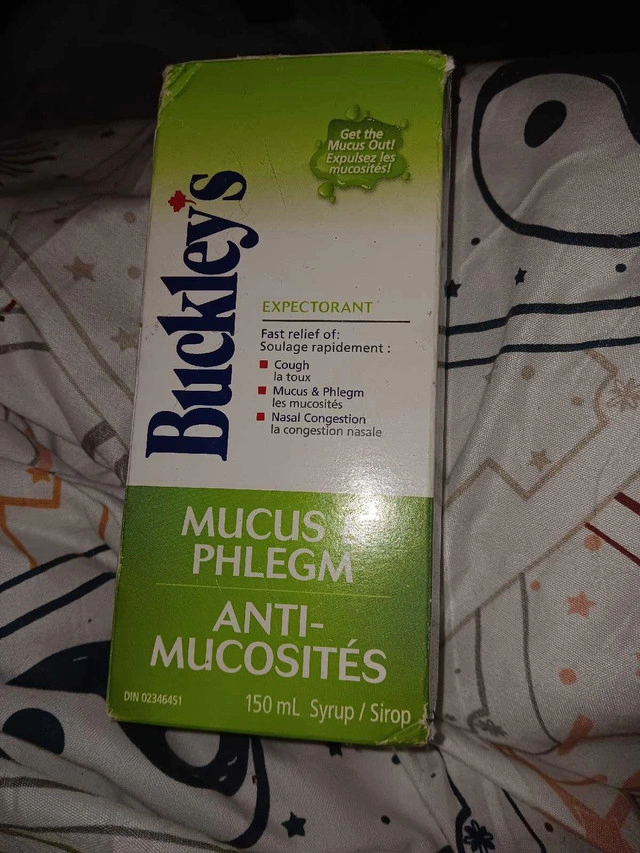 Get the
Mucus Out!
Expulsez les
mucosités!
Buckley's
EXPECTORANT
Fast relief of:
Soulage rapidement :
Cough
la toux
Mucus & Phlegm
les mucosités
Nasal Congestion
la congestion nasale
MUCUS &
PHLEGM
ANTI-
MUCOSITÉS
DIN 02346451
150 mL Syrup / Sirop